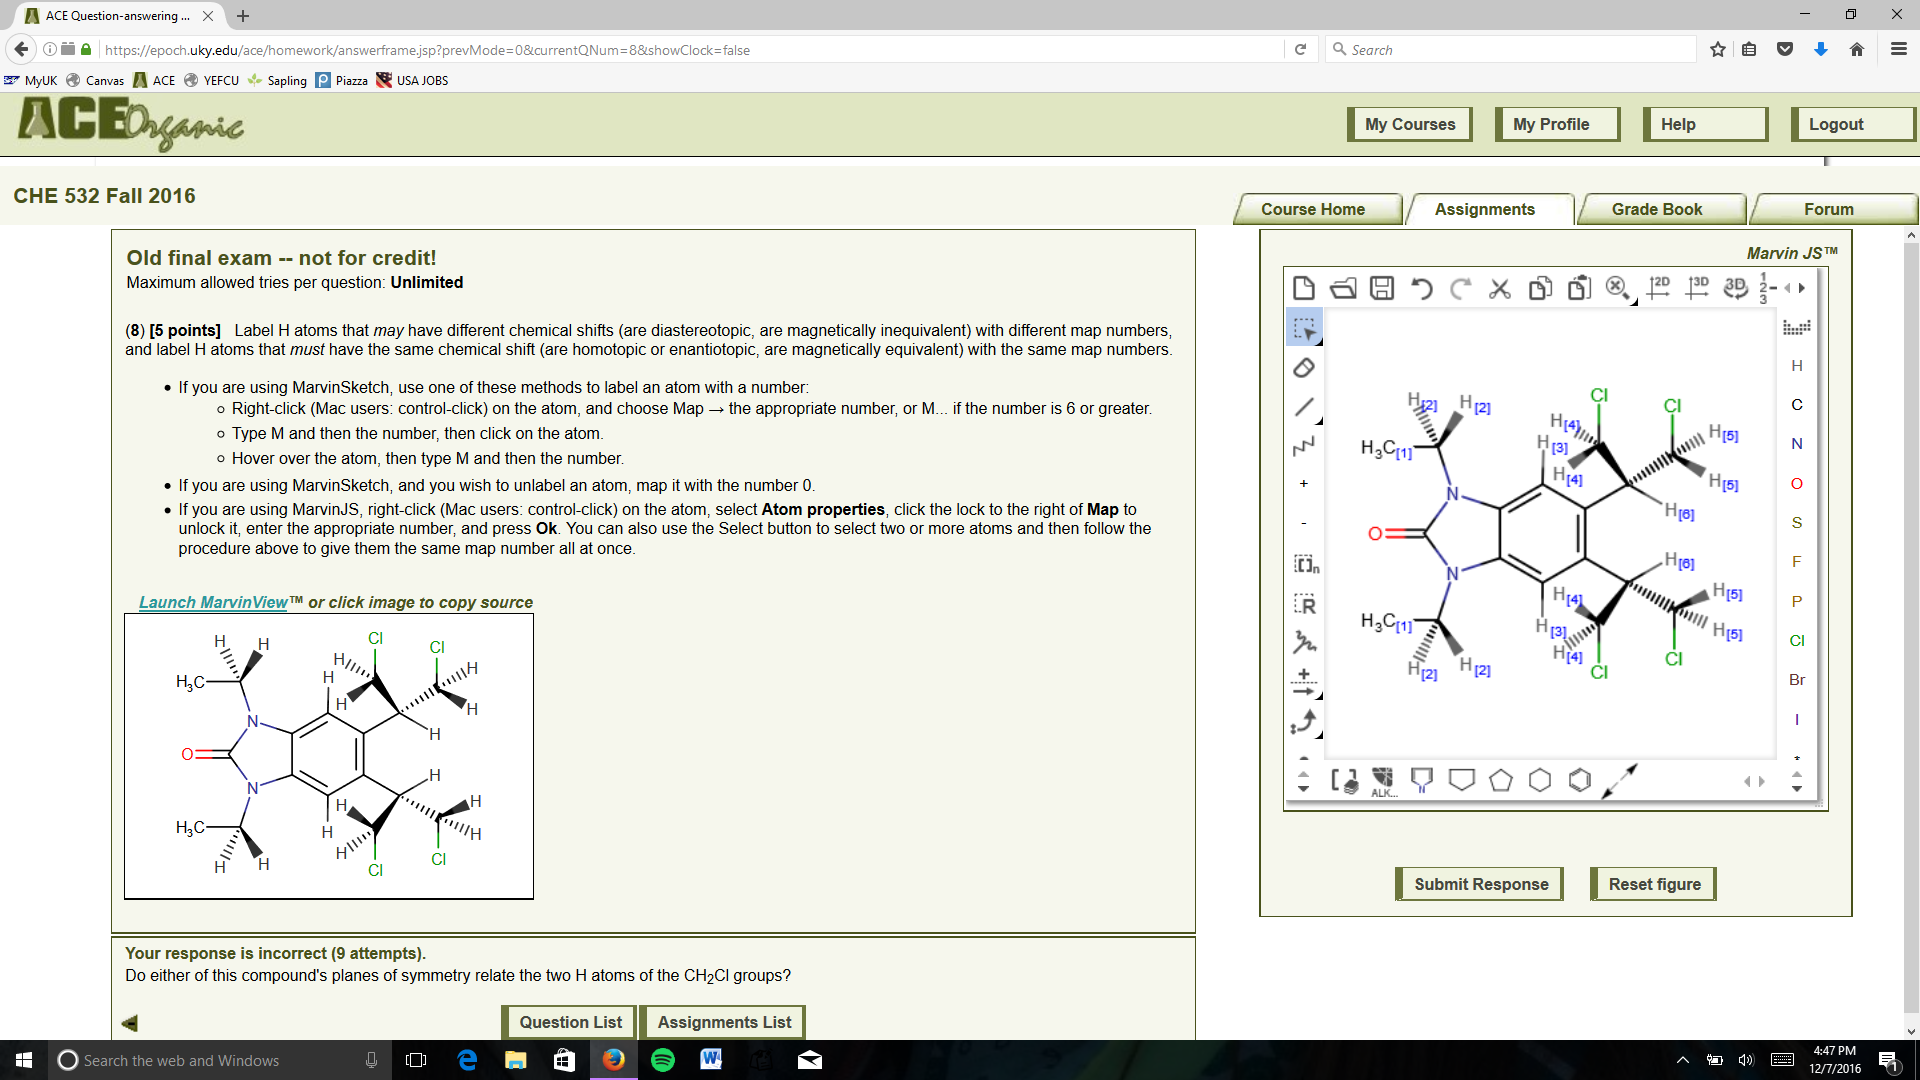 ACE Question-answering ...
https://epoch.uky.edu/ace/homework/answerframe.jsp?prevMode=0&currentQNum=8&showClock=false
Search
MyUK Canvas ACE YEFCU Sapling Piazza USA JOBS
ACE Organic
My Courses My Profile Help Logout
CHE 532 Fall 2016
Course Home Assignments Grade Book Forum
Old final exam -- not for credit!
Maximum allowed tries per question: Unlimited
(8) [5 points] Label H atoms that may have different chemical shifts (are diastereotopic, are magnetically inequivalent) with different map numbers,
and label H atoms that must have the same chemical shift (are homotopic or enantiotopic, are magnetically equivalent) with the same map numbers.
• If you are using MarvinSketch, use one of these methods to label an atom with a number:
○ Right-click (Mac users: control-click) on the atom, and choose Map → the appropriate number, or M... if the number is 6 or greater.
○ Type M and then the number, then click on the atom.
○ Hover over the atom, then type M and then the number.
• If you are using MarvinSketch, and you wish to unlabel an atom, map it with the number 0.
• If you are using MarvinJS, right-click (Mac users: control-click) on the atom, select Atom properties, click the lock to the right of Map to
unlock it, enter the appropriate number, and press Ok. You can also use the Select button to select two or more atoms and then follow the
procedure above to give them the same map number all at once.
Launch MarvinView™ or click image to copy source
H H Cl Cl
H H
H3C H H H
N H
O
N H
H H
H3C H H H
H H Cl Cl
Your response is incorrect (9 attempts).
Do either of this compound's planes of symmetry relate the two H atoms of the CH2Cl groups?
Question List Assignments List
Marvin JS™
2D 3D 3D 1 2 3
H
C
N
O
S
F
P
Cl
Br
I
*
[ ]n
R
H[2] H[2] Cl Cl
H[4] H[5]
H3C[1] H[3]
H[4] H[5]
N H[6]
O
N H[6]
H[4] H[5]
H3C[1] H[3] H[5]
H[4] Cl Cl
H[2] H[2]
ALK... N
Submit Response Reset figure
Search the web and Windows
4:47 PM
12/7/2016
1